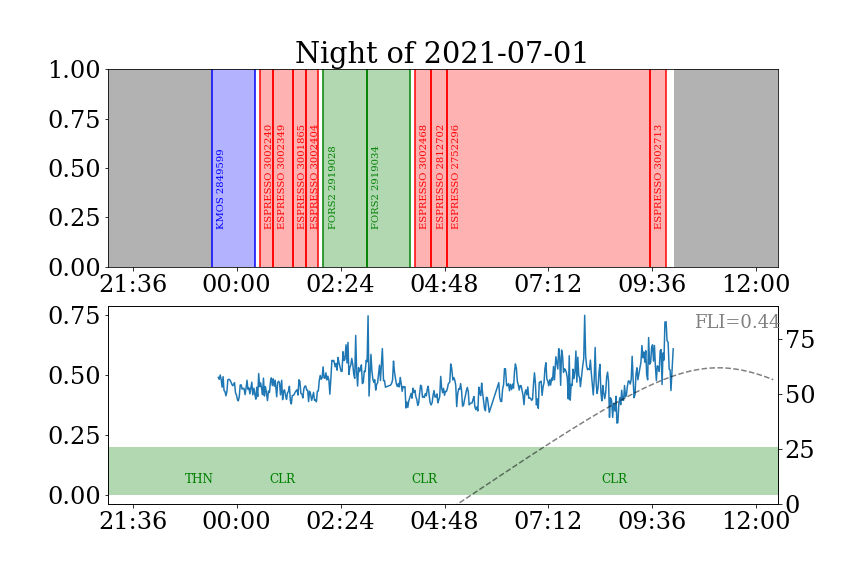 Night of 2021-07-01
1.00
0.75
0.50
0.25
0.00
KMOS 2849599
ESPRESSO 3002240
ESPRESSO 3002349
ESPRESSO 3001865
ESPRESSO 3002404
FORS2 2919028
FORS2 2919034
ESPRESSO 3002468
ESPRESSO 2812702
ESPRESSO 2752296
ESPRESSO 3002713
21:36 00:00 02:24 04:48 07:12 09:36 12:00
0.75
0.50
0.25
0.00
FLI=0.44
THN CLR CLR CLR
75
50
25
0
21:36 00:00 02:24 04:48 07:12 09:36 12:00